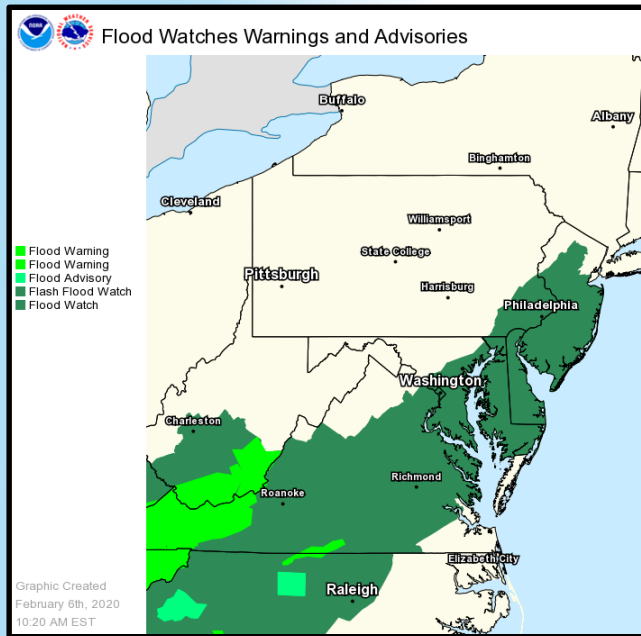 Flood Watches Warnings and Advisories
Buffalo
Albany
Binghamton
Cleveland
Williamsport
State College
Pittsburgh
Harrisburg
Flood Warning
Flood Warning
Flood Advisory
Flash Flood Watch
Flood Watch
Philadelphia
Washington
Charleston
Richmond
Roanoke
Elizabeth City
Raleigh
Graphic Created
February 6th, 2020
10:20 AM EST